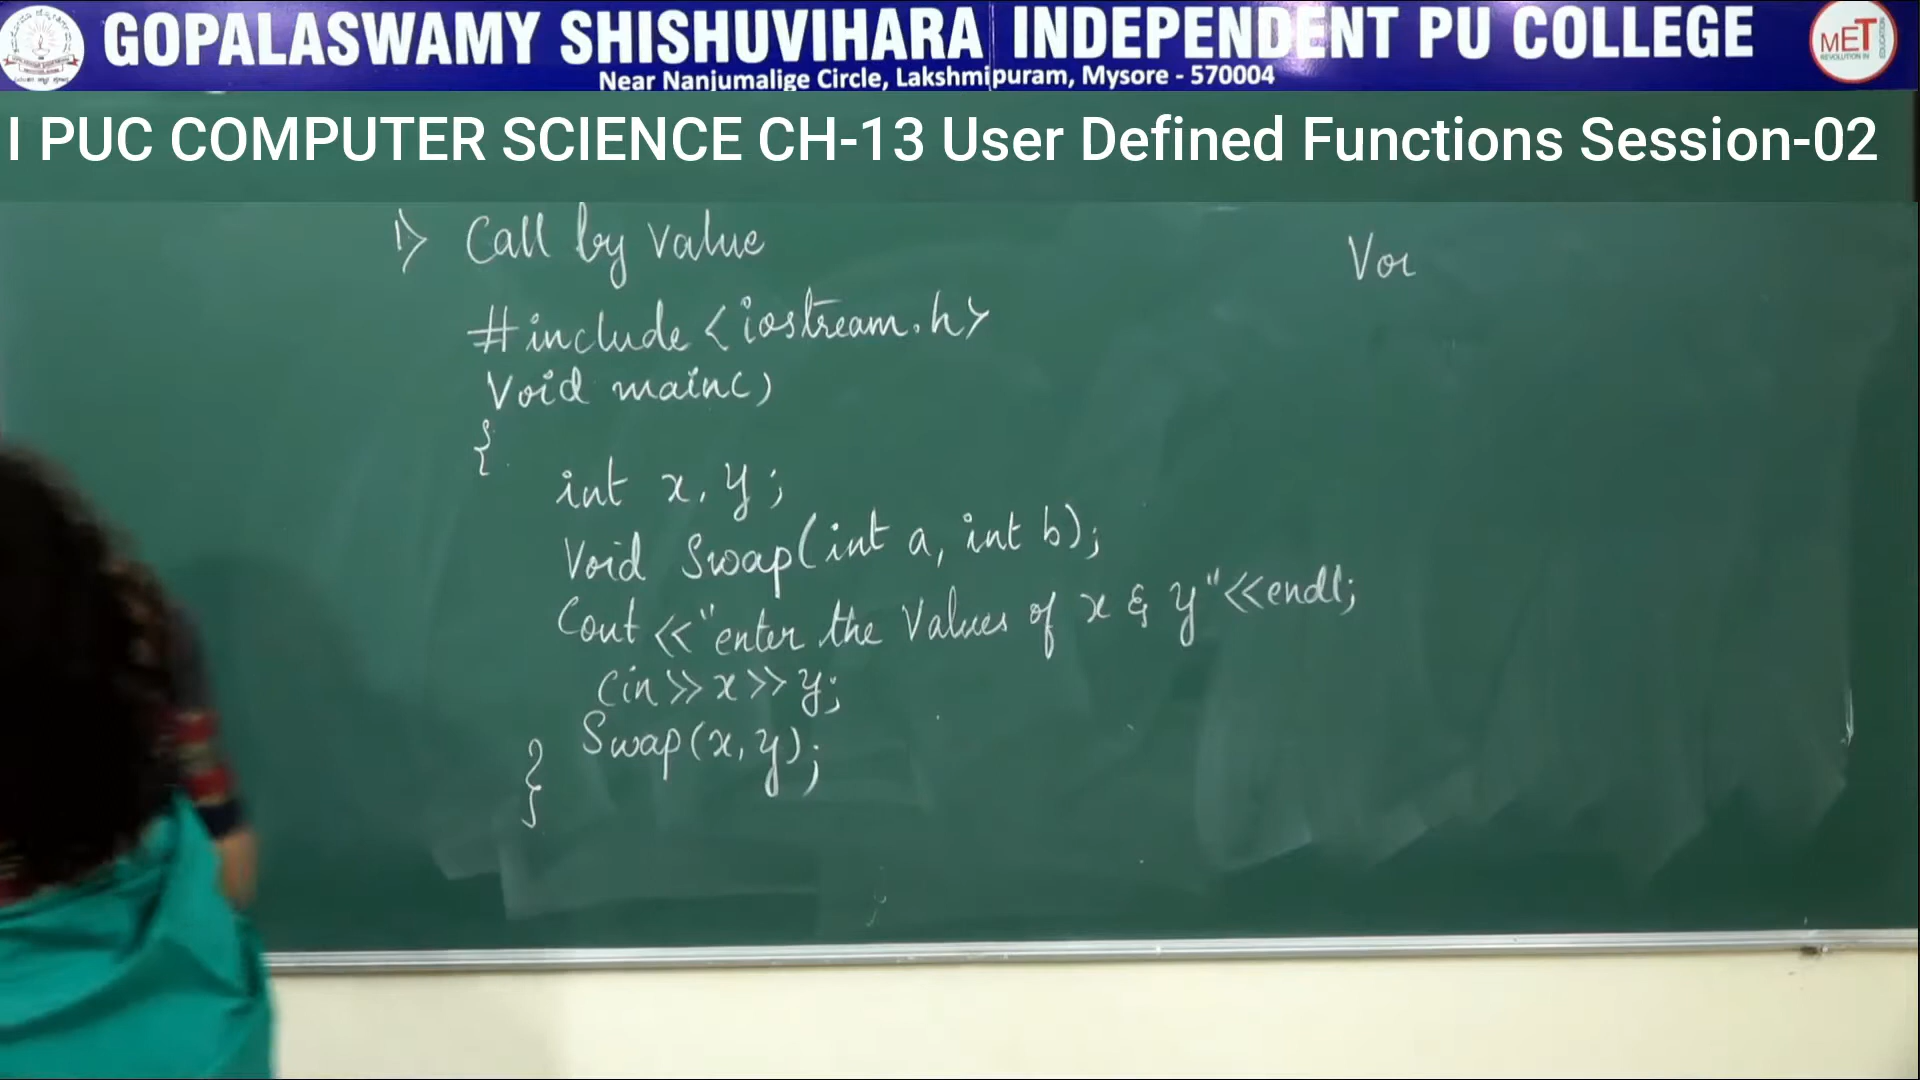 GOPALASWAMY SHISHUVIHARA INDEPENDENT PU COLLEGE
Near Nanjumalige Circle, Lakshmipuram, Mysore - 570004
MET
I PUC COMPUTER SCIENCE CH-13 User Defined Functions Session-02
1> Call by value
#include <iostream.h>
Void main()
{
int x, y;
Void Swap(int a, int b);
Cout <<"enter the Values of x & y"<<endl;
Cin>>x>>y;
Swap(x, y);
}
Voi